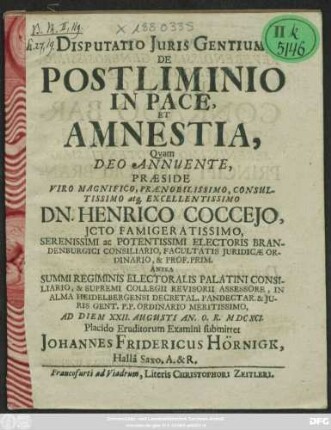 II k
5146
× 1880335
DISPUTATIO JURIS GENTIUM
DE
POSTLIMINIO
IN PACE,
ET
AMNESTIA,
Quam
DEO ANNUENTE,
PRÆSIDE
VIRO MAGNIFICO, PRÆNOBILISSIMO, CONSUL-
TISSIMO atq; EXCELLENTISSIMO
DN. HENRICO COCCEJO,
JCTO FAMIGERATISSIMO,
SERENISSIMI ac POTENTISSIMI ELECTORIS BRAN-
DENBURGICI CONSILIARIO, FACULTATIS JURIDICÆ OR-
DINARIO, & PROF. PRIM.
ANTEA
SUMMI REGIMINIS ELECTORALIS PALATINI CONSI-
LIARIO, & SUPREMI COLLEGII REVISORII ASSESSORE, IN
ALMA HEIDELBERGENSI DECRETAL. PANDECTAR. & JU-
RIS GENT. P.P. ORDINARIO MERITISSIMO,
AD DIEM XXII. AUGUSTI AN. O. R. MDCXCI.
Placido Eruditorum Examini submittet
JOHANNES FRIDERICUS HÖRNIGK,
Hallâ Saxo, A. & R.
Francofurti ad Viadrum, Literis CHRISTOPHORI ZEITLERI.
DFG